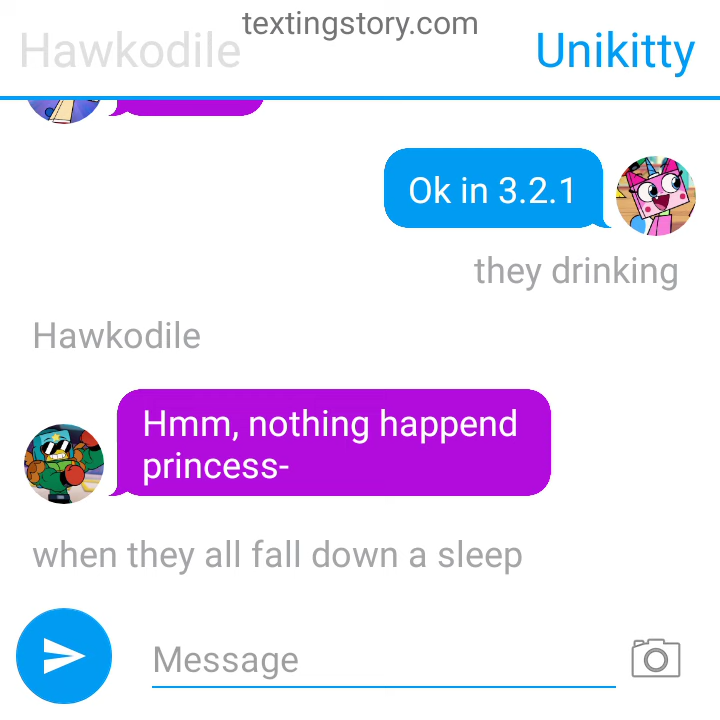 textingstory.com
Hawkodile
Unikitty
Ok in 3.2.1
they drinking
Hawkodile
Hmm, nothing happend
princess-
when they all fall down a sleep
Message